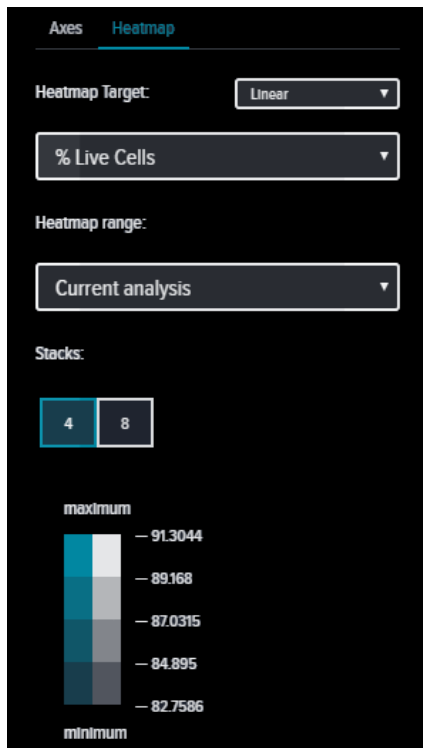 Axes Heatmap
Heatmap Target: Linear
% Live Cells
Heatmap range:
Current analysis
Stacks:
4 8
maximum
91.3044
89.168
87.0315
84.895
82.7586
minimum